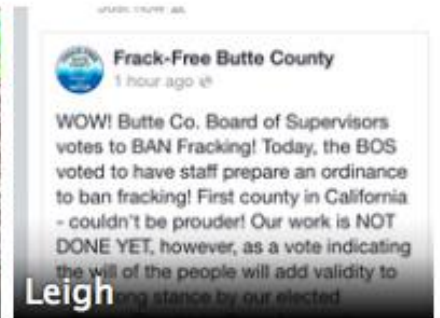 Just now
Frack-Free Butte County
1 hour ago
WOW! Butte Co. Board of Supervisors
votes to BAN Fracking! Today, the BOS
voted to have staff prepare an ordinance
to ban fracking! First county in California
- couldn't be prouder! Our work is NOT
DONE YET, however, as a vote indicating
the will of the people will add validity to
stance by our elected
Leigh